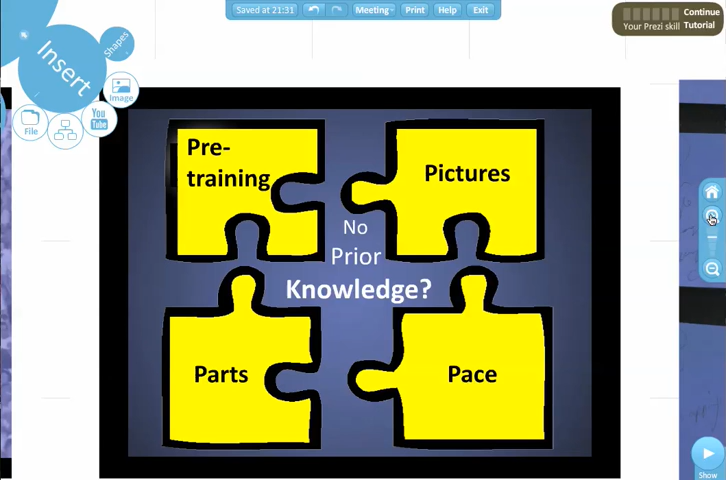 Saved at 21:31
Meeting
Print
Help
Exit
Continue
Tutorial
Your Prezi skill
Insert
Shapes
Image
File
You
Tube
Pre-
training
Pictures
No
Prior
Knowledge?
Parts
Pace
Show